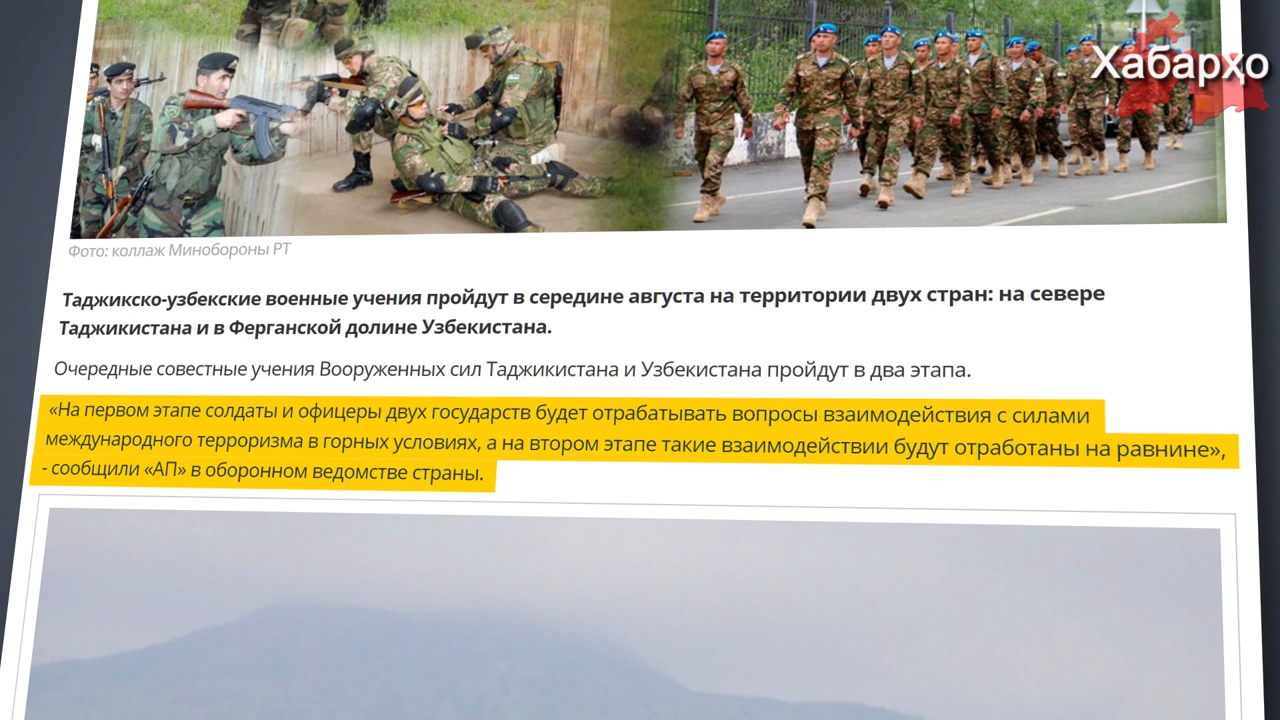 Хабарҳо
Фото: коллаж Минобороны РТ
Таджикско-узбекские военные учения пройдут в середине августа на территории двух стран: на севере
Таджикистана и в Ферганской долине Узбекистана.
Очередные совестные учения Вооруженных сил Таджикистана и Узбекистана пройдут в два этапа.
«На первом этапе солдаты и офицеры двух государств будет отрабатывать вопросы взаимодействия с силами
международного терроризма в горных условиях, а на втором этапе такие взаимодействии будут отработаны на равнине»,
- сообщили «АП» в оборонном ведомстве страны.